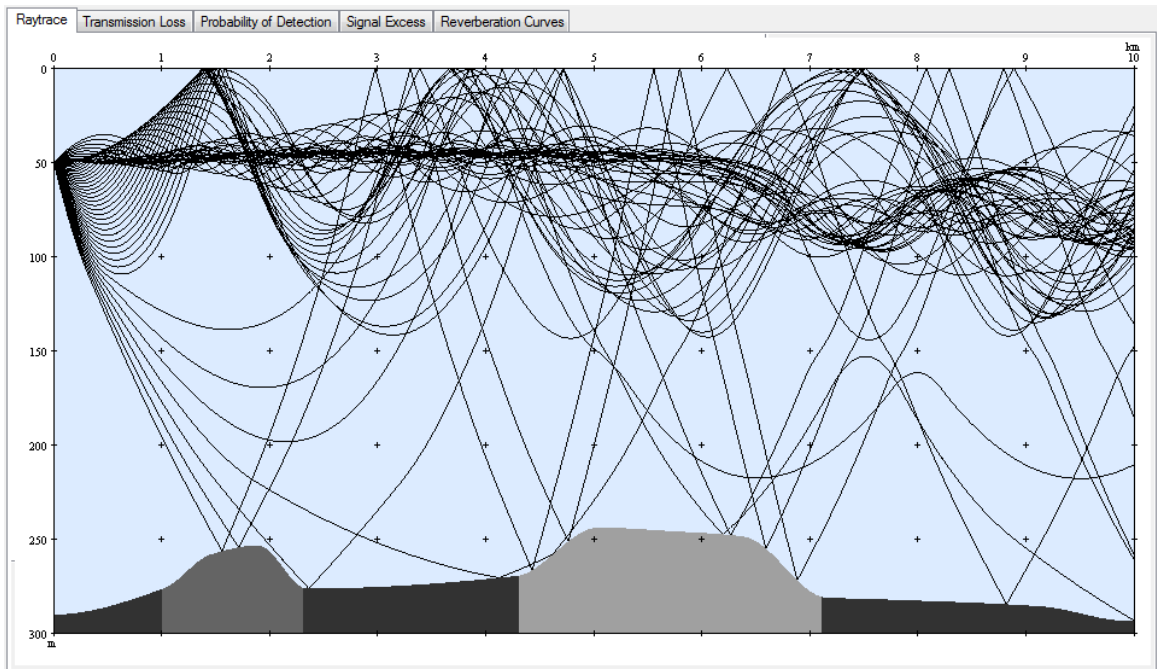 Raytrace Transmission Loss Probability of Detection Signal Excess Reverberation Curves
km
0 1 2 3 4 5 6 7 8 9 10
0
50
100
150
200
250
300
m